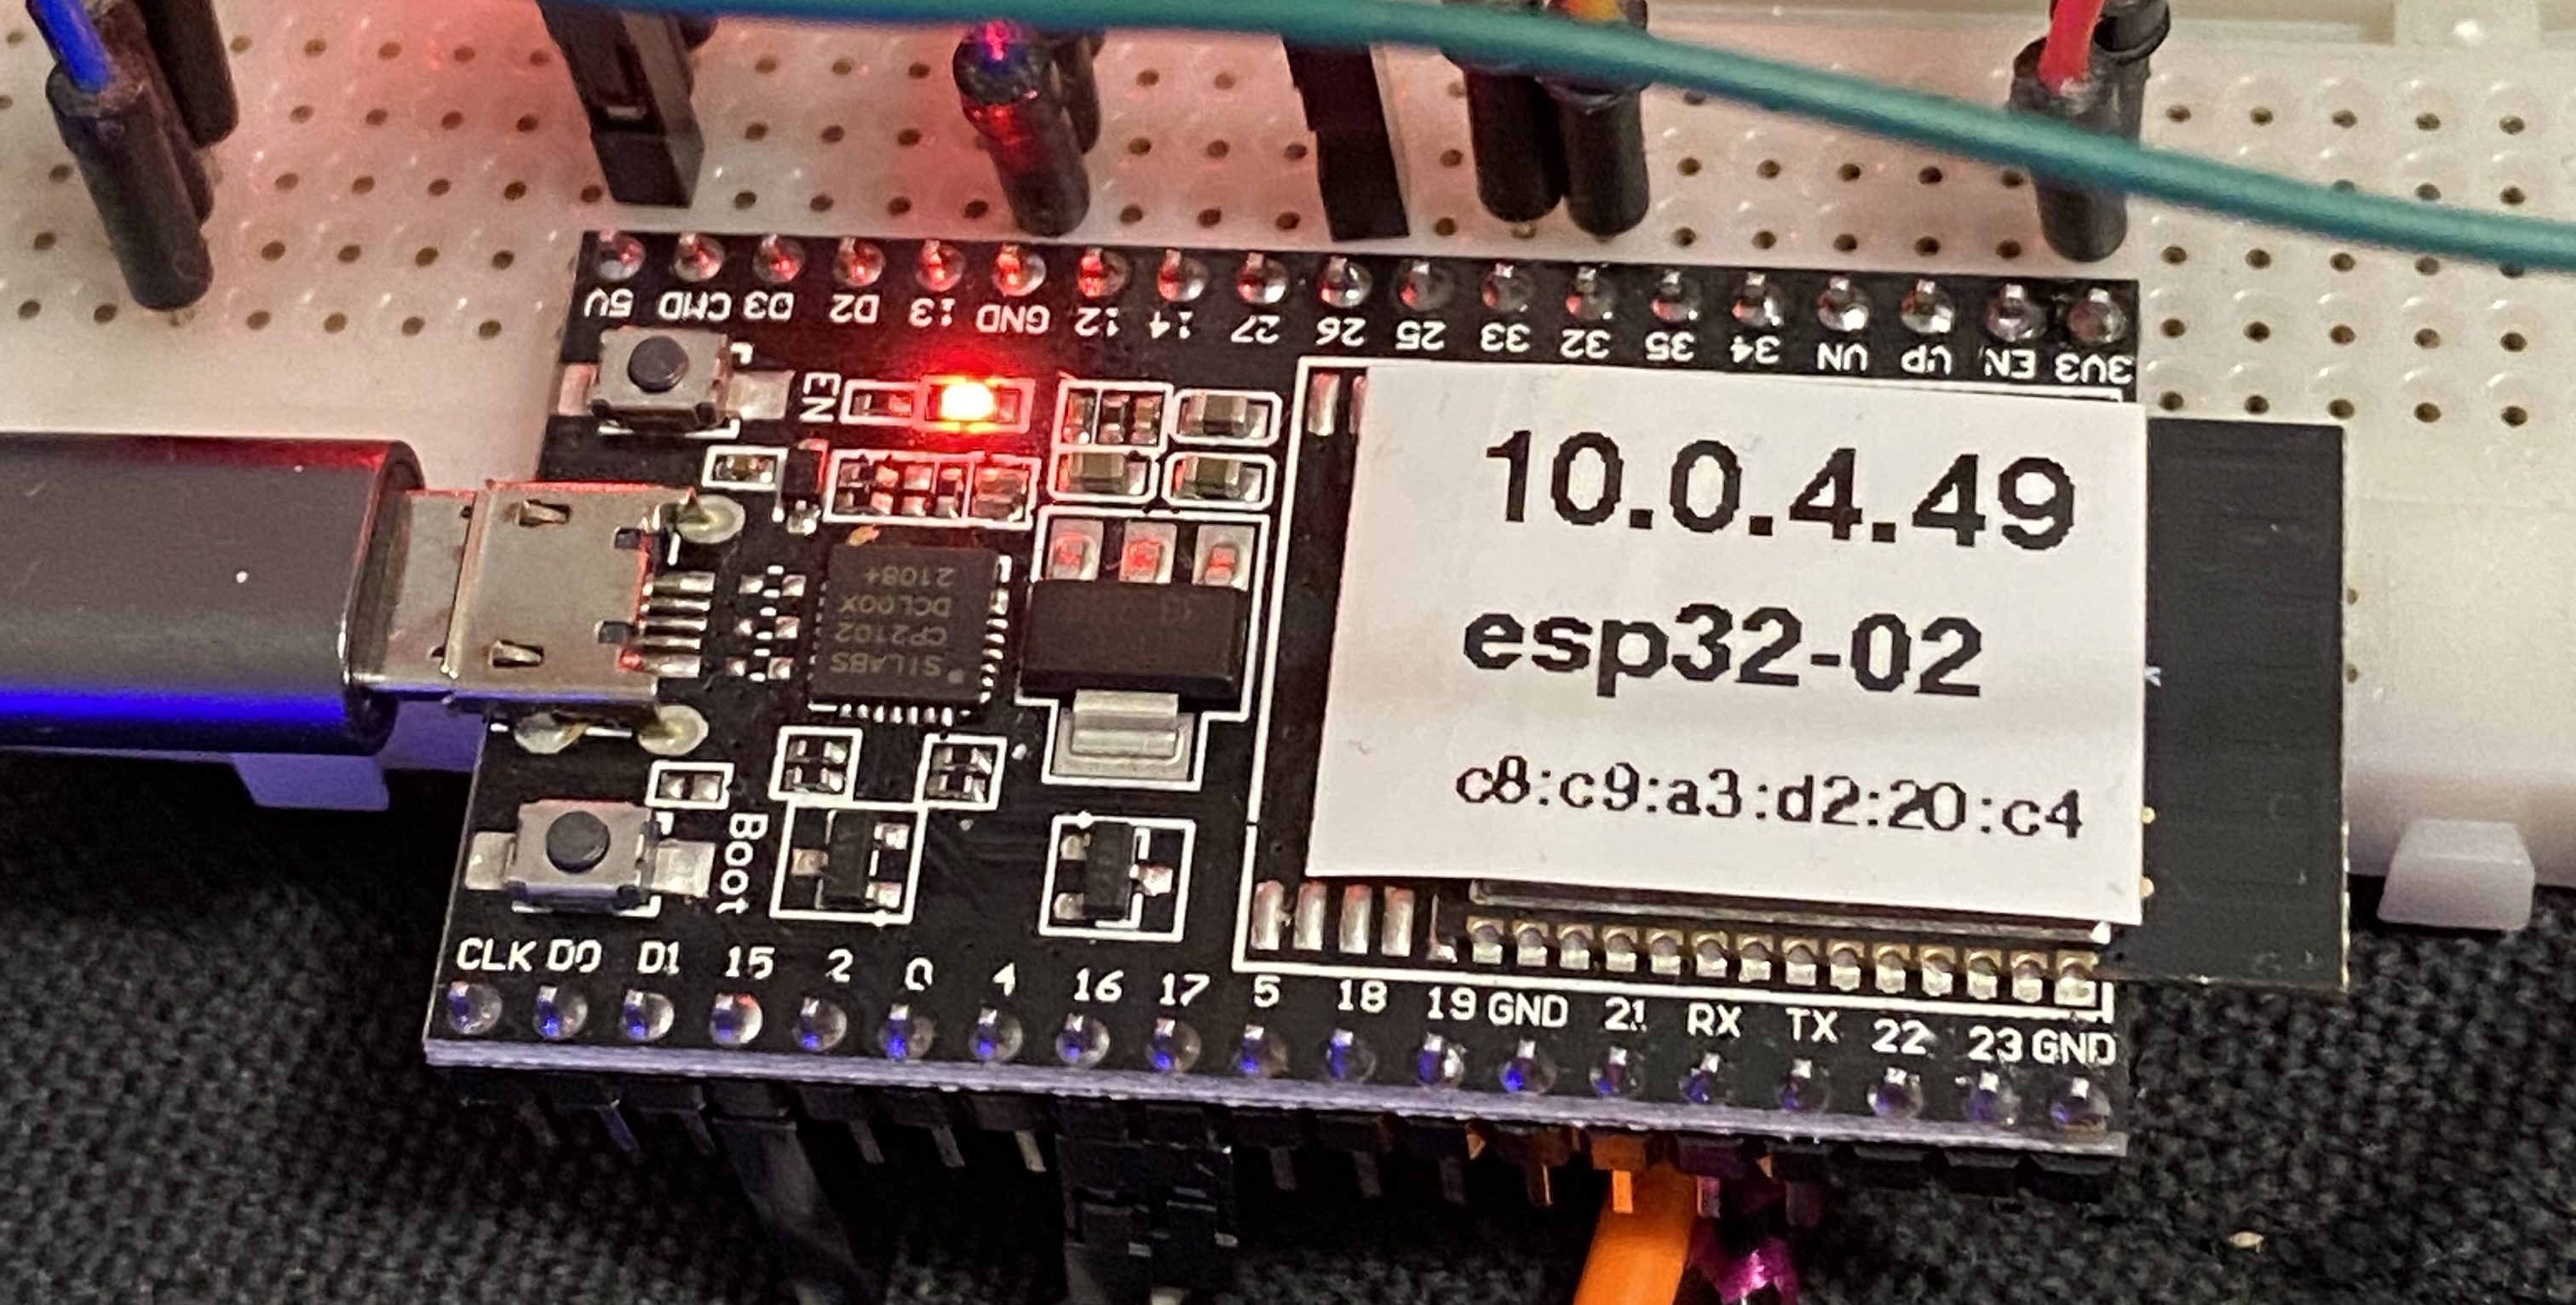 5V CMD D3 D2 13 GND 12 14 27 26 25 33 32 35 34 VN VP EN 3V3
EN
10.0.4.49
esp32-02
c8:c9:a3:d2:20:c4
SILABS
CP2102
DCL00X
2108+
Boot
CLK D0 D1 15 2 0 4 16 17 5 18 19 GND 21 RX TX 22 23 GND